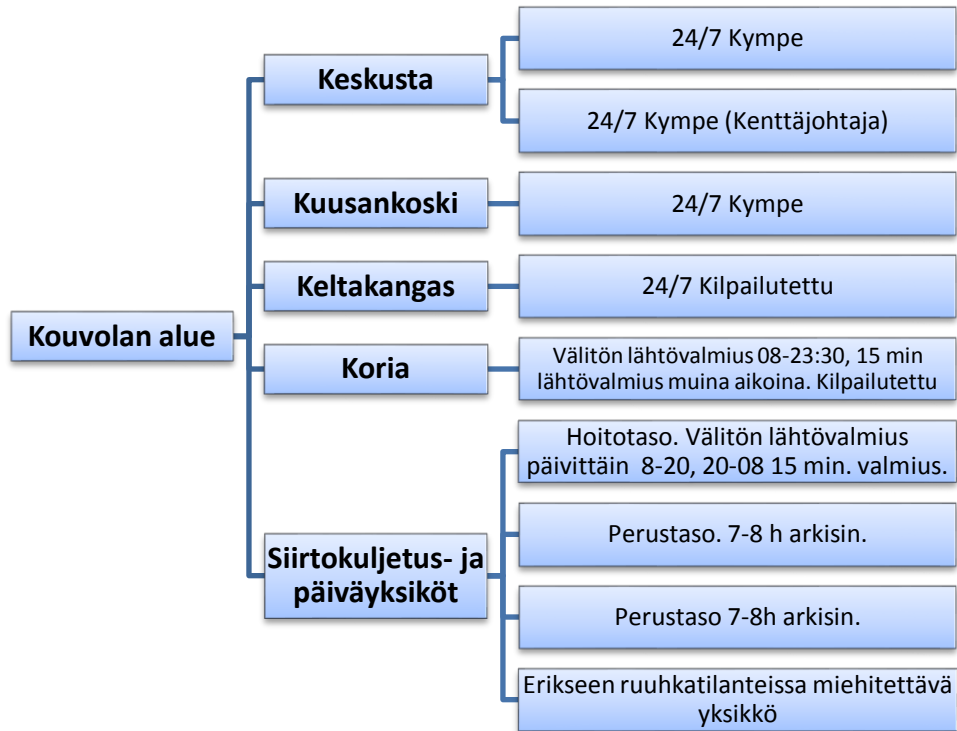 Kouvolan alue
Keskusta
24/7 Kympe
24/7 Kympe (Kenttäjohtaja)
Kuusankoski
24/7 Kympe
Keltakangas
24/7 Kilpailutettu
Koria
Välitön lähtövalmius 08-23:30, 15 min
lähtövalmius muina aikoina. Kilpailutettu
Siirtokuljetus- ja
päiväyksiköt
Hoitotaso. Välitön lähtövalmius
päivittäin 8-20, 20-08 15 min. valmius.
Perustaso. 7-8 h arkisin.
Perustaso 7-8h arkisin.
Erikseen ruuhkatilanteissa miehitettävä
yksikkö